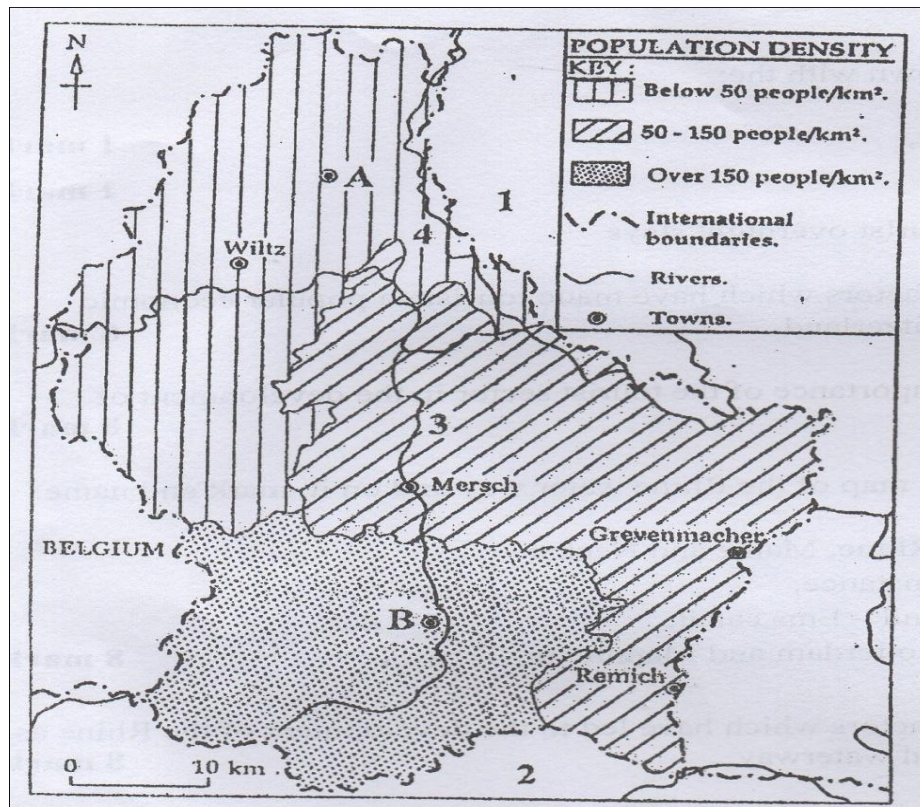 N
POPULATION DENSITY
KEY :
Below 50 people/km².
50 - 150 people/km².
Over 150 people/km².
International
boundaries.
Rivers.
Towns.
A
1
4
Wiltz
3
Mersch
BELGIUM
Grevenmacher
B
Remich
10 km
2